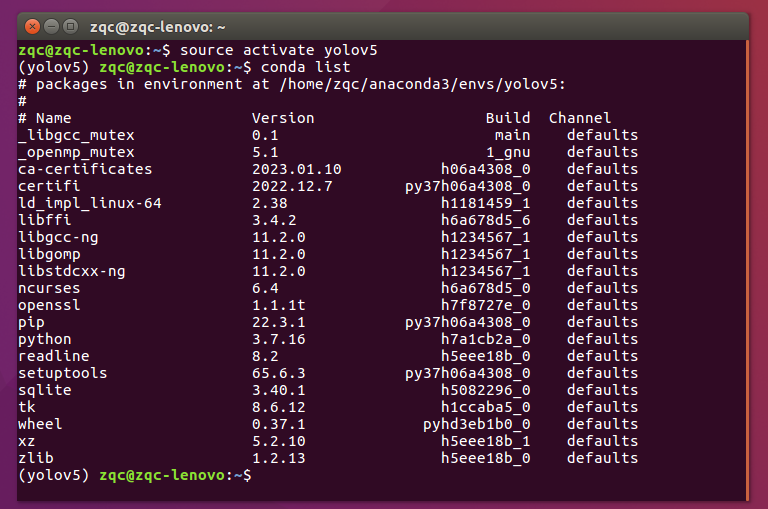 zqc@zqc-lenovo: ~
zqc@zqc-lenovo:~$ source activate yolov5
(yolov5) zqc@zqc-lenovo:~$ conda list
# packages in environment at /home/zqc/anaconda3/envs/yolov5:
#
# Name                    Version                   Build  Channel
_libgcc_mutex             0.1                        main    defaults
_openmp_mutex             5.1                       1_gnu    defaults
ca-certificates           2023.01.10           h06a4308_0    defaults
certifi                   2022.12.7        py37h06a4308_0    defaults
ld_impl_linux-64          2.38                 h1181459_1    defaults
libffi                    3.4.2                h6a678d5_6    defaults
libgcc-ng                 11.2.0               h1234567_1    defaults
libgomp                   11.2.0               h1234567_1    defaults
libstdcxx-ng              11.2.0               h1234567_1    defaults
ncurses                   6.4                  h6a678d5_0    defaults
openssl                   1.1.1t               h7f8727e_0    defaults
pip                       22.3.1           py37h06a4308_0    defaults
python                    3.7.16               h7a1cb2a_0    defaults
readline                  8.2                  h5eee18b_0    defaults
setuptools                65.6.3           py37h06a4308_0    defaults
sqlite                    3.40.1               h5082296_0    defaults
tk                        8.6.12               h1ccaba5_0    defaults
wheel                     0.37.1             pyhd3eb1b0_0    defaults
xz                        5.2.10               h5eee18b_1    defaults
zlib                      1.2.13               h5eee18b_0    defaults
(yolov5) zqc@zqc-lenovo:~$